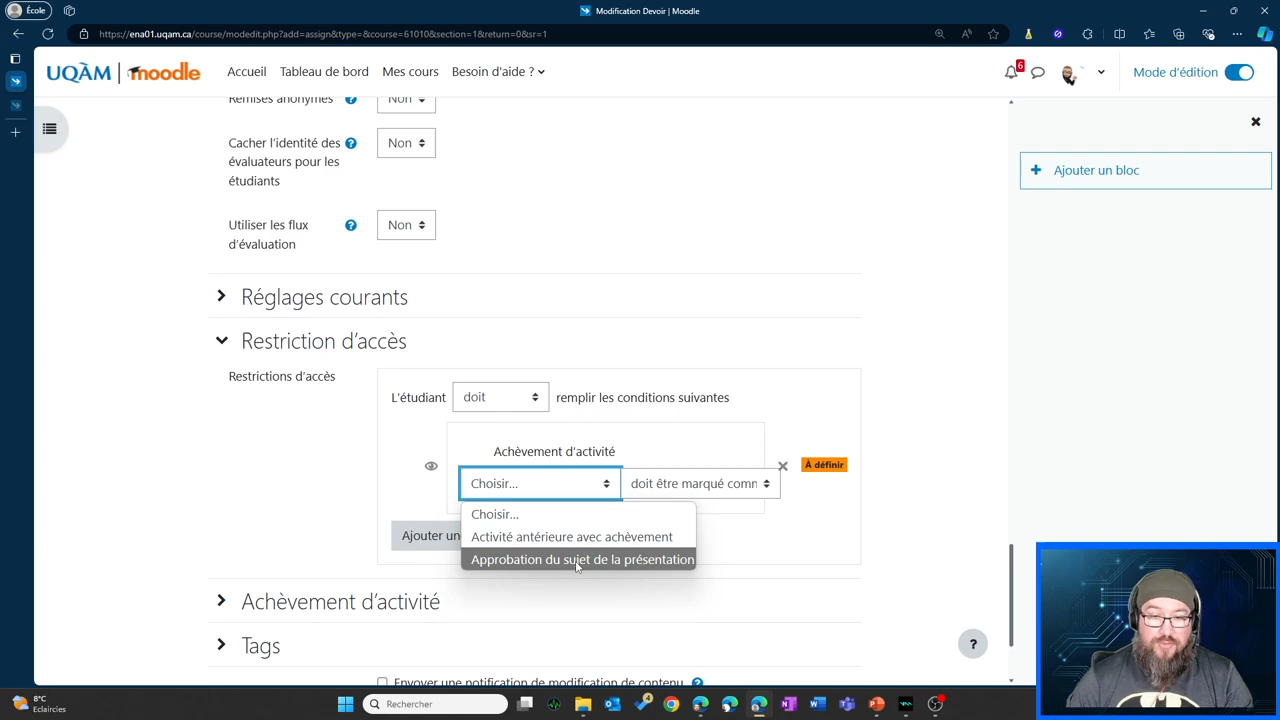 École
Modification Devoir | Moodle
https://ena01.uqam.ca/course/modedit.php?add=assign&type=&course=61010&section=1&return=0&sr=1
UQÀM | moodle
Accueil
Tableau de bord
Mes cours
Besoin d'aide ?
6
Mode d'édition
Remises anonymes
Non
Cacher l'identité des
évaluateurs pour les
étudiants
Non
Utiliser les flux
d'évaluation
Non
Ajouter un bloc
Réglages courants
Restriction d'accès
Restrictions d'accès
L'étudiant doit remplir les conditions suivantes
Achèvement d'activité
À définir
Choisir...
doit être marqué comm
Choisir...
Activité antérieure avec achèvement
Ajouter un
Approbation du sujet de la présentation
Achèvement d'activité
Tags
?
Envoyer une notification de modification de contenu
8°C
Eclaircies
Rechercher
4